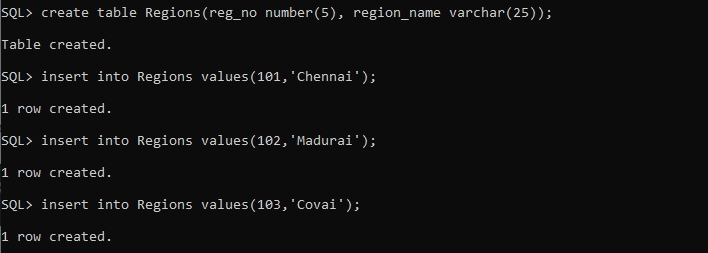 SQL> create table Regions(reg_no number(5), region_name varchar(25));
Table created.
SQL> insert into Regions values(101,'Chennai');
1 row created.
SQL> insert into Regions values(102,'Madurai');
1 row created.
SQL> insert into Regions values(103,'Covai');
1 row created.